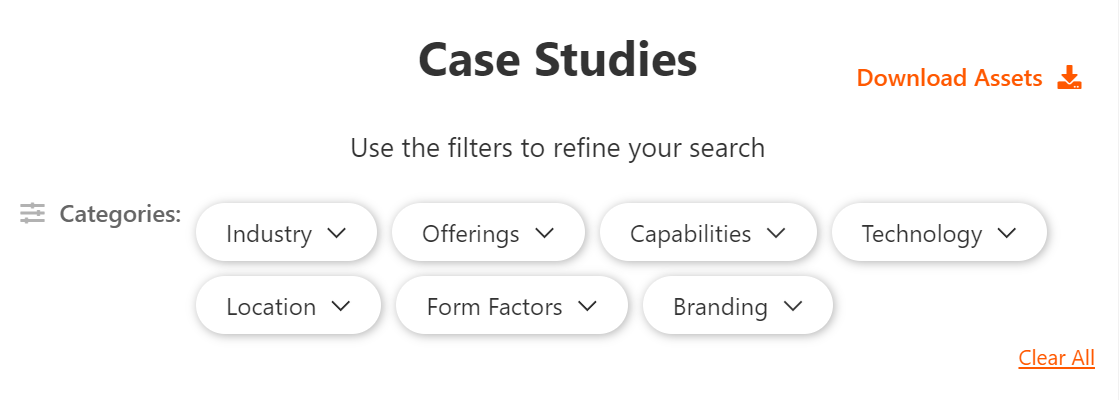 Case Studies
Download Assets
Use the filters to refine your search
Categories:
Industry Offerings Capabilities Technology
Location Form Factors Branding
Clear All